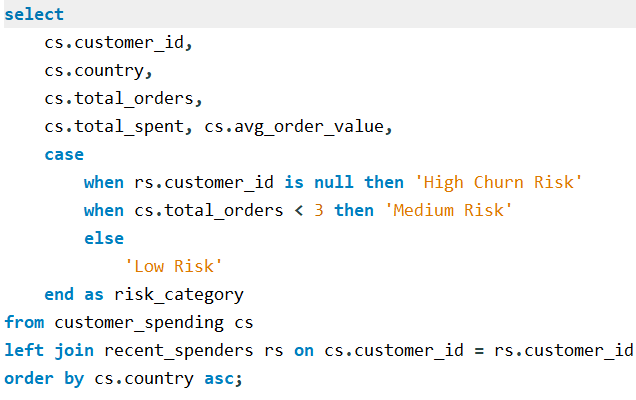 select
    cs.customer_id,
    cs.country,
    cs.total_orders,
    cs.total_spent, cs.avg_order_value,
    case
        when rs.customer_id is null then 'High Churn Risk'
        when cs.total_orders < 3 then 'Medium Risk'
        else
            'Low Risk'
    end as risk_category
from customer_spending cs
left join recent_spenders rs on cs.customer_id = rs.customer_id
order by cs.country asc;